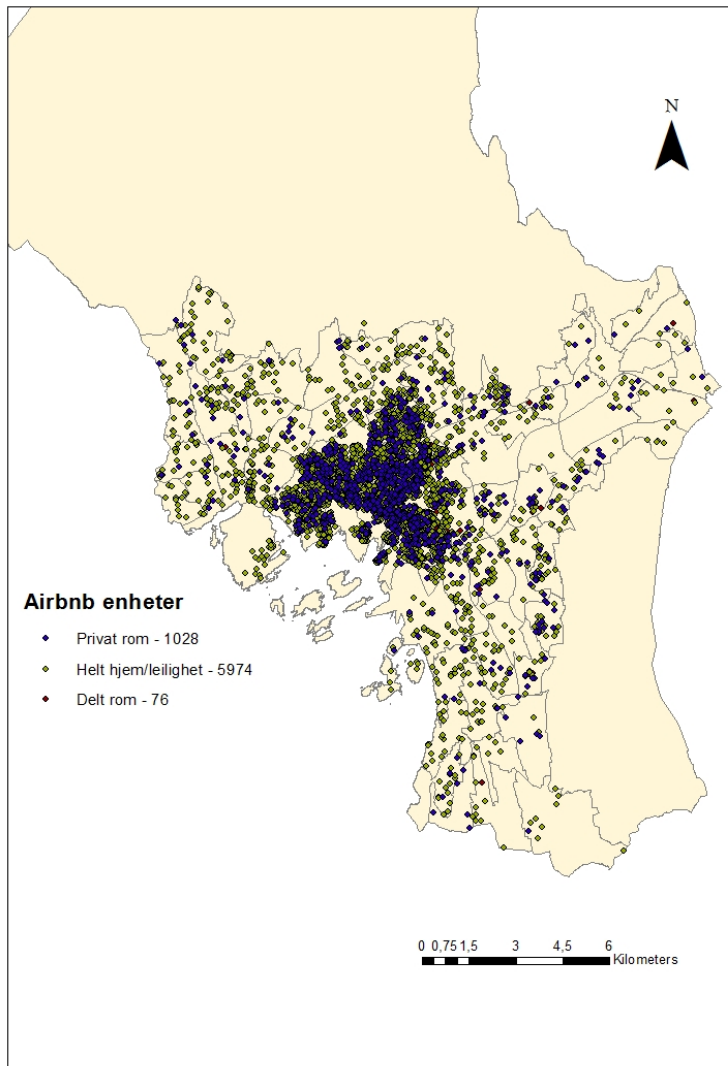 N
Airbnb enheter
Privat rom - 1028
Helt hjem/leilighet - 5974
Delt rom - 76
0 0,75 1,5 3 4,5 6
Kilometers